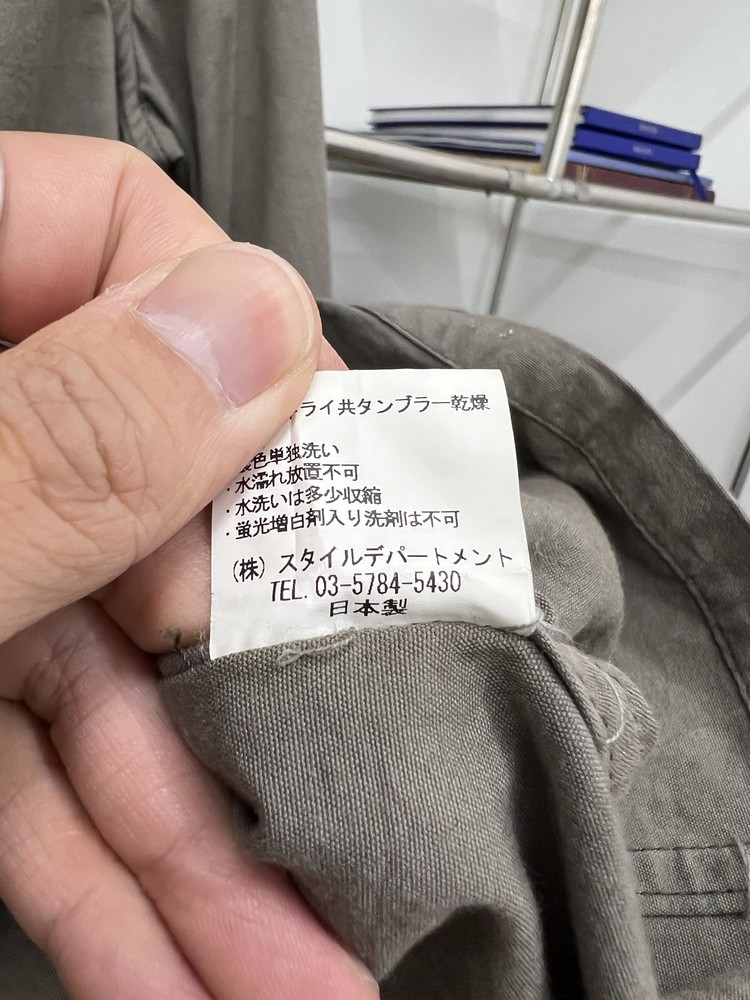 ライ共タンブラー乾燥
色単独洗い
・水濡れ放置不可
・水洗いは多少収縮
・蛍光増白剤入り洗剤は不可
(株) スタイルデパートメント
TEL. 03-5784-5430
日本製